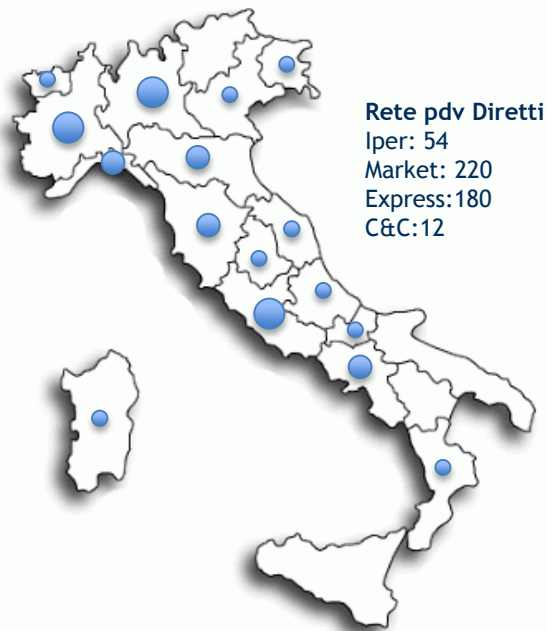 Rete pdv Diretti
Iper: 54
Market: 220
Express:180
C&C:12